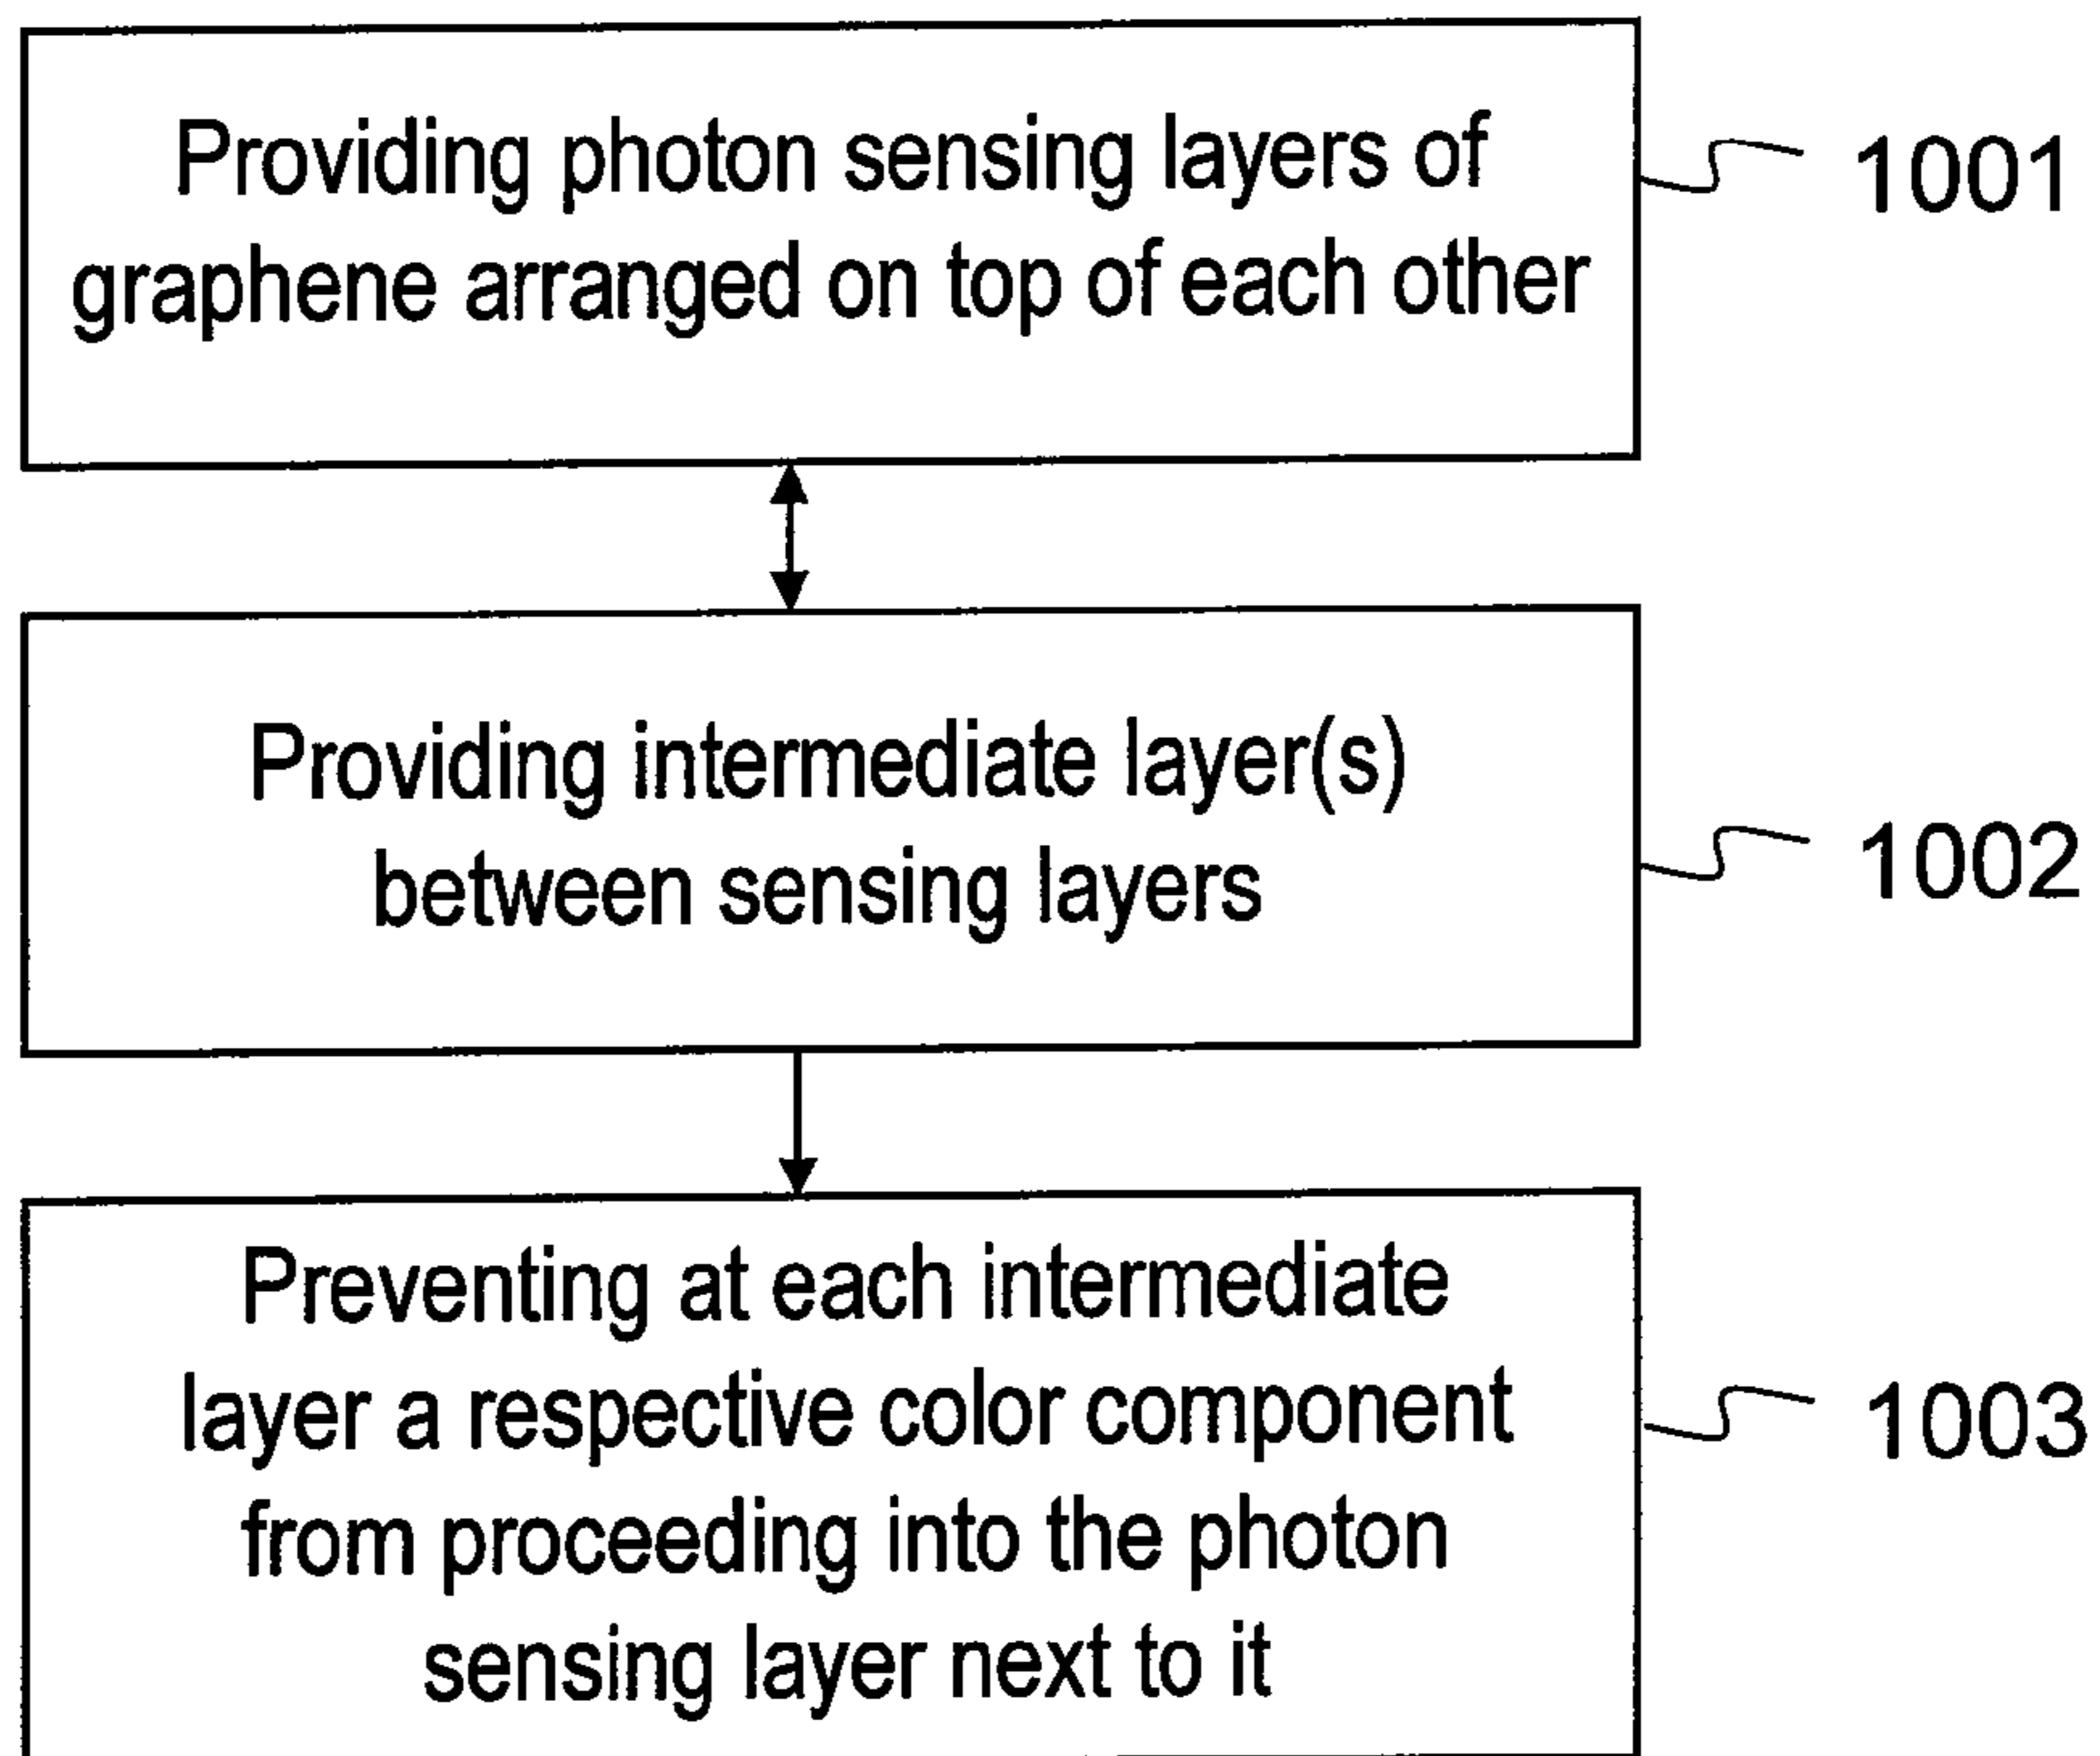 Providing photon sensing layers of
graphene arranged on top of each other
1001
Providing intermediate layer(s)
between sensing layers
1002
Preventing at each intermediate
layer a respective color component
from proceeding into the photon
sensing layer next to it
1003